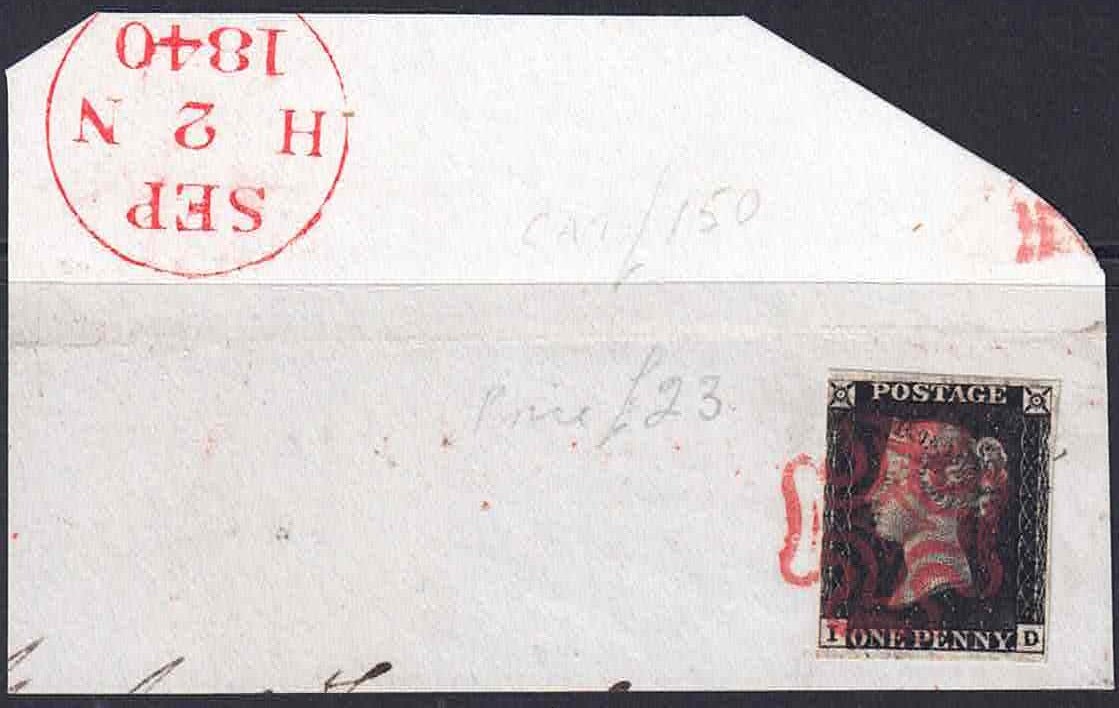 SEP
H 2 N
1840
CAT £150
Price £23
POSTAGE
I ONE PENNY D